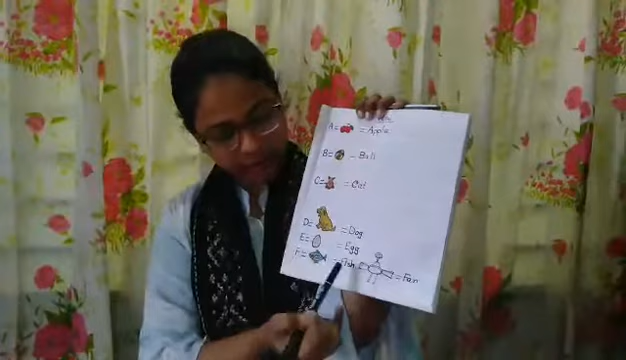 A= = Apple
B= = Ball
C= = Cat
D= = Dog
E= = Egg
F= = Fish = Fan